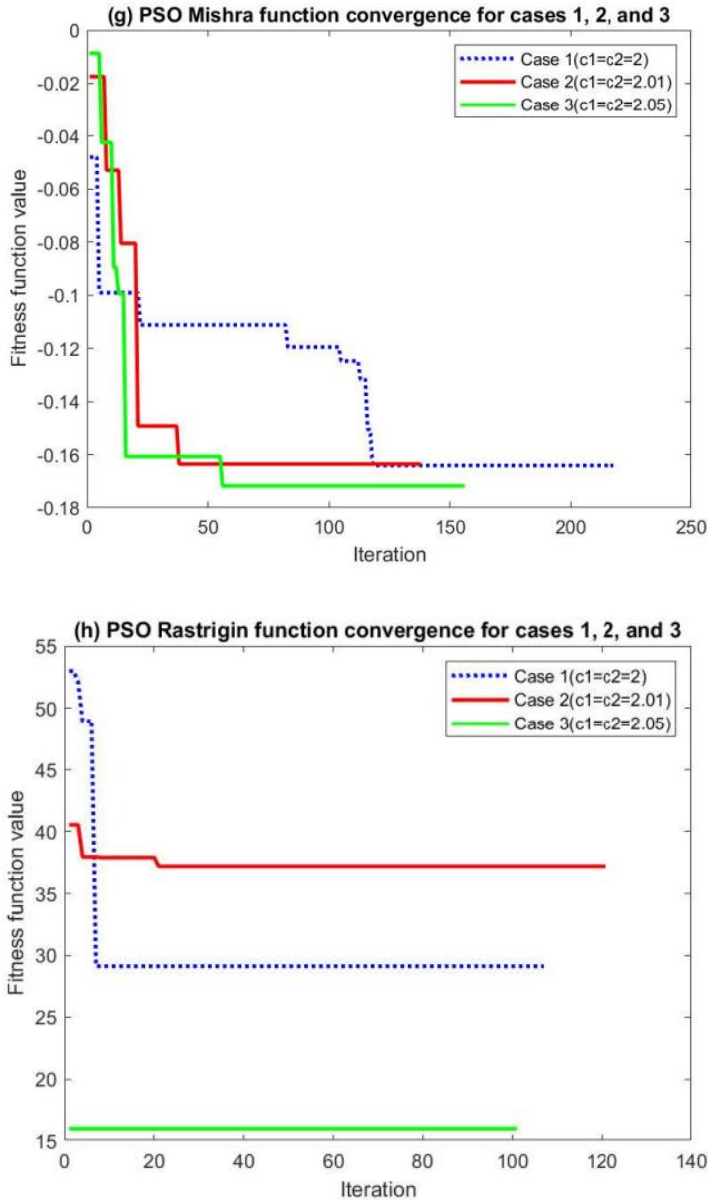 (g) PSO Mishra function convergence for cases 1, 2, and 3
0
-0.02
-0.04
-0.06
-0.08
-0.1
-0.12
-0.14
-0.16
-0.18
Fitness function value
Case 1(c1=c2=2)
Case 2(c1=c2=2.01)
Case 3(c1=c2=2.05)
0 50 100 150 200 250
Iteration
(h) PSO Rastrigin function convergence for cases 1, 2, and 3
55
50
45
40
35
30
25
20
15
Fitness function value
Case 1(c1=c2=2)
Case 2(c1=c2=2.01)
Case 3(c1=c2=2.05)
0 20 40 60 80 100 120 140
Iteration